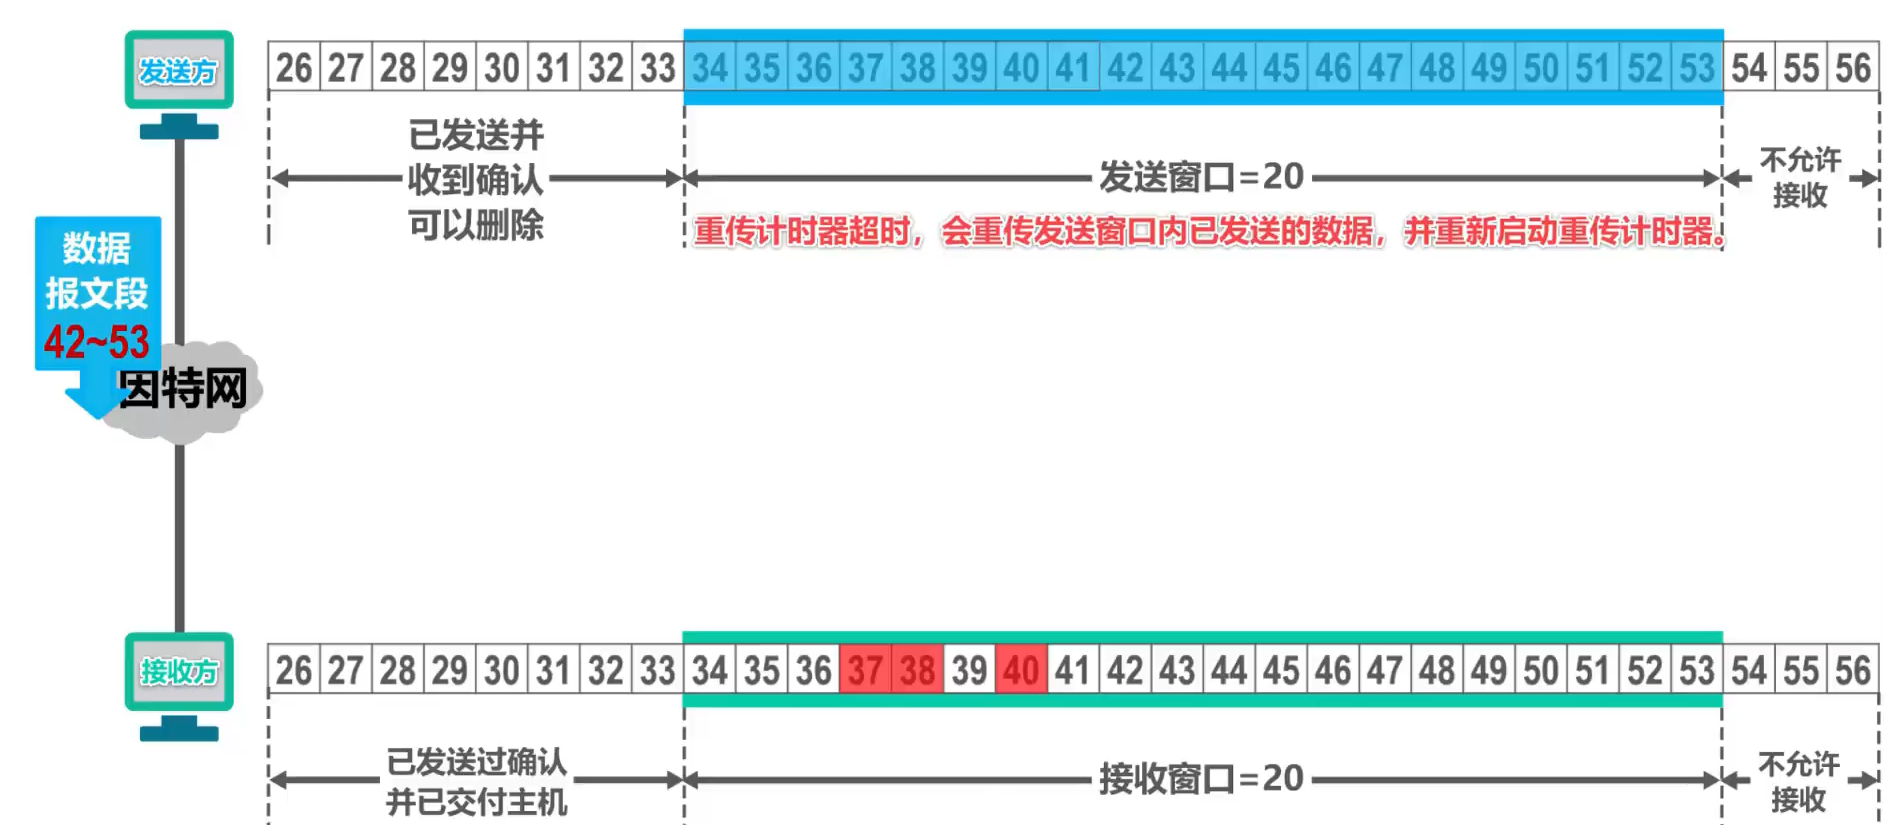 发送方
26 27 28 29 30 31 32 33 34 35 36 37 38 39 40 41 42 43 44 45 46 47 48 49 50 51 52 53 54 55 56
已发送并
收到确认
可以删除
发送窗口=20
不允许
接收
重传计时器超时，会重传发送窗口内已发送的数据，并重新启动重传计时器。
数据
报文段
42~53
因特网
接收方
26 27 28 29 30 31 32 33 34 35 36 37 38 39 40 41 42 43 44 45 46 47 48 49 50 51 52 53 54 55 56
已发送过确认
并已交付主机
接收窗口=20
不允许
接收